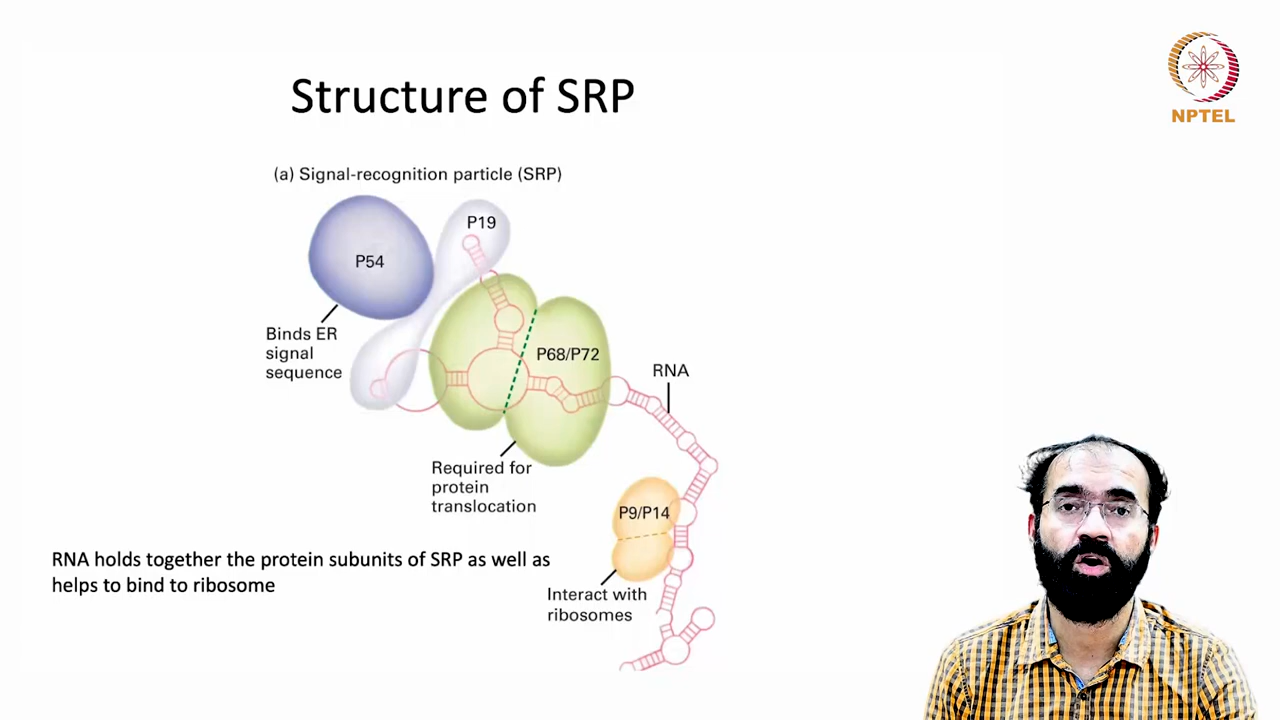 Structure of SRP
NPTEL
(a) Signal-recognition particle (SRP)
P19
P54
Binds ER
signal
sequence
P68/P72
RNA
Required for
protein
translocation
P9/P14
RNA holds together the protein subunits of SRP as well as
helps to bind to ribosome
Interact with
ribosomes